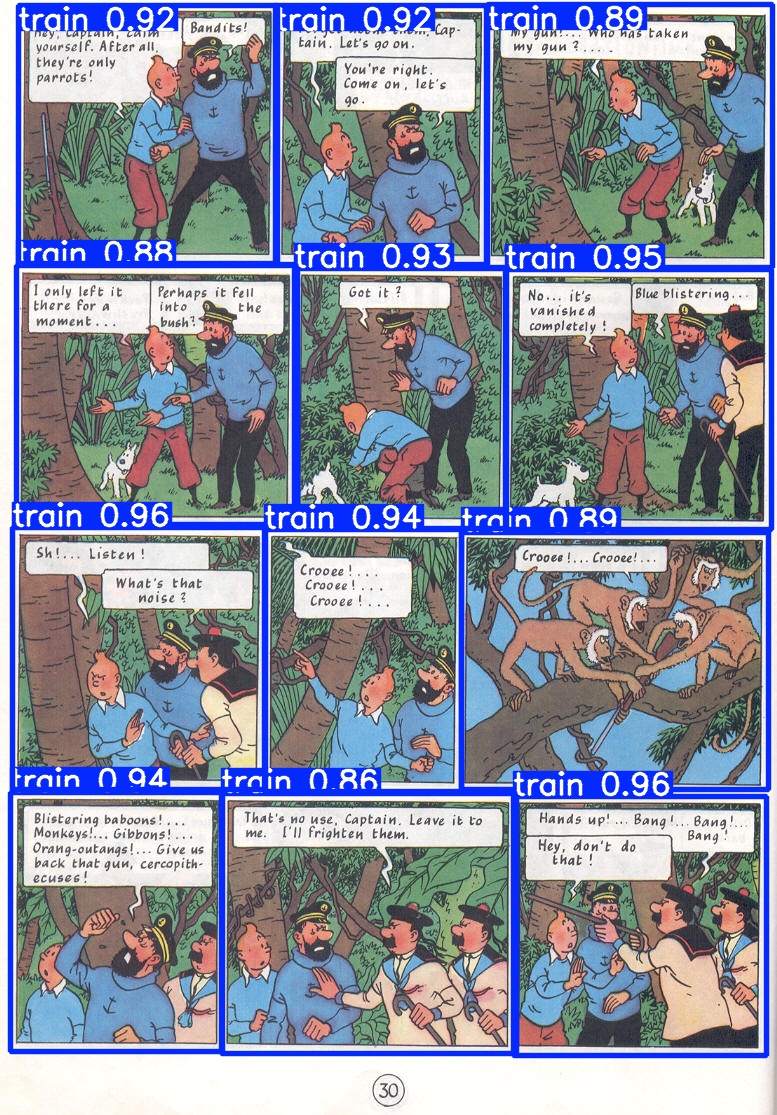 train 0.92
Hey, Captain, calm
yourself. After all,
they're only
parrots!
Bandits!
train 0.92
tain. Let's go on.
You're right.
Come on, let's
go.
train 0.89
My gun!... Who has taken
my gun?.....
train 0.88
I only left it
there for a
moment...
Perhaps it fell
into the
bush?
train 0.93
Got it?
train 0.95
No... it's
vanished
completely!
Blue blistering...
train 0.96
Sh!... Listen!
What's that
noise?
train 0.94
Crooee!....
Crooee!...
Crooee!...
train 0.89
Crooee!...Crooee!...
train 0.94
Blistering baboons!...
Monkeys!... Gibbons!...
Orang-outangs!... Give us
back that gun, cercopith-
ecuses!
train 0.86
That's no use, Captain. Leave it to
me. I'll frighten them.
train 0.96
Hands up!... Bang!... Bang!...
Bang!
Hey, don't do
that!
30